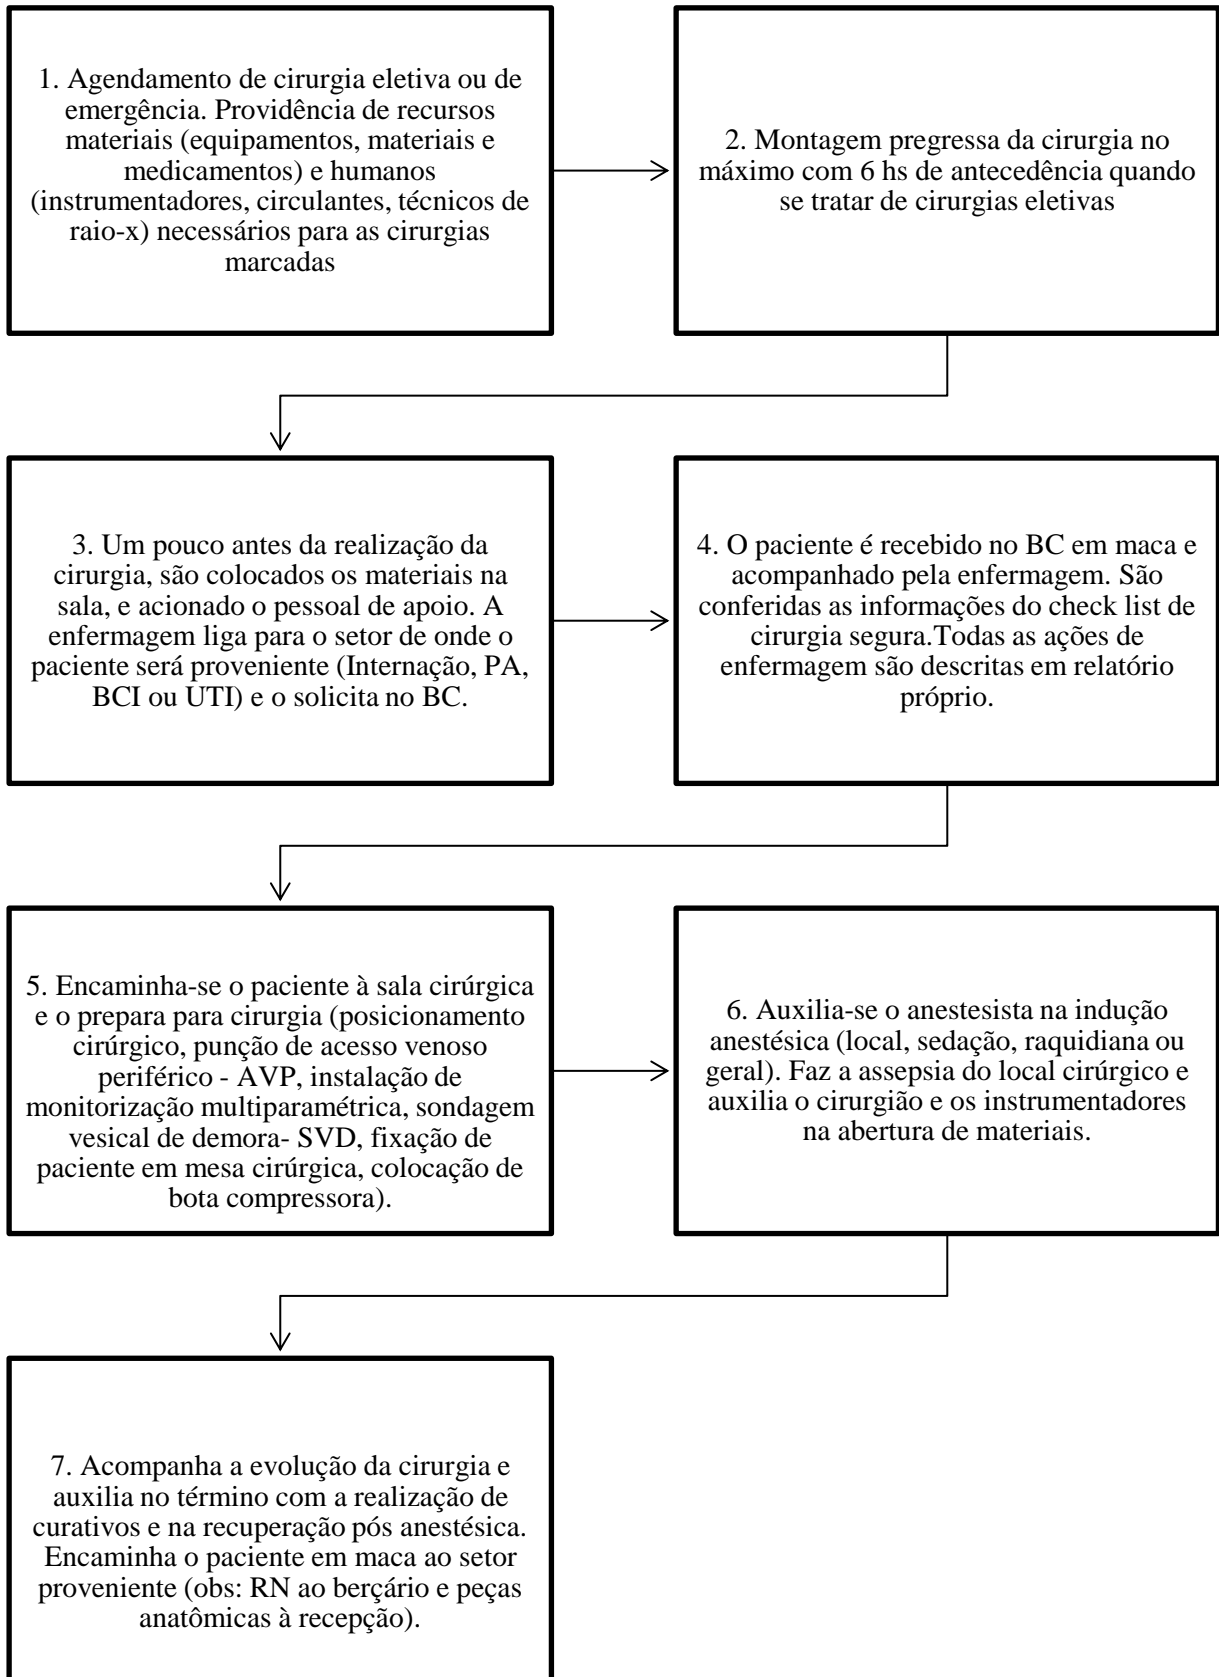 1. Agendamento de cirurgia eletiva ou de
emergência. Providência de recursos
materiais (equipamentos, materiais e
medicamentos) e humanos
(instrumentadores, circulantes, técnicos de
raio-x) necessários para as cirurgias
marcadas
2. Montagem pregressa da cirurgia no
máximo com 6 hs de antecedência quando
se tratar de cirurgias eletivas
3. Um pouco antes da realização da
cirurgia, são colocados os materiais na
sala, e acionado o pessoal de apoio. A
enfermagem liga para o setor de onde o
paciente será proveniente (Internação, PA,
BCI ou UTI) e o solicita no BC.
4. O paciente é recebido no BC em maca e
acompanhado pela enfermagem. São
conferidas as informações do check list de
cirurgia segura.Todas as ações de
enfermagem são descritas em relatório
próprio.
5. Encaminha-se o paciente à sala cirúrgica
e o prepara para cirurgia (posicionamento
cirúrgico, punção de acesso venoso
periférico - AVP, instalação de
monitorização multiparamétrica, sondagem
vesical de demora- SVD, fixação de
paciente em mesa cirúrgica, colocação de
bota compressora).
6. Auxilia-se o anestesista na indução
anestésica (local, sedação, raquidiana ou
geral). Faz a assepsia do local cirúrgico e
auxilia o cirurgião e os instrumentadores
na abertura de materiais.
7. Acompanha a evolução da cirurgia e
auxilia no término com a realização de
curativos e na recuperação pós anestésica.
Encaminha o paciente em maca ao setor
proveniente (obs: RN ao berçário e peças
anatômicas à recepção).